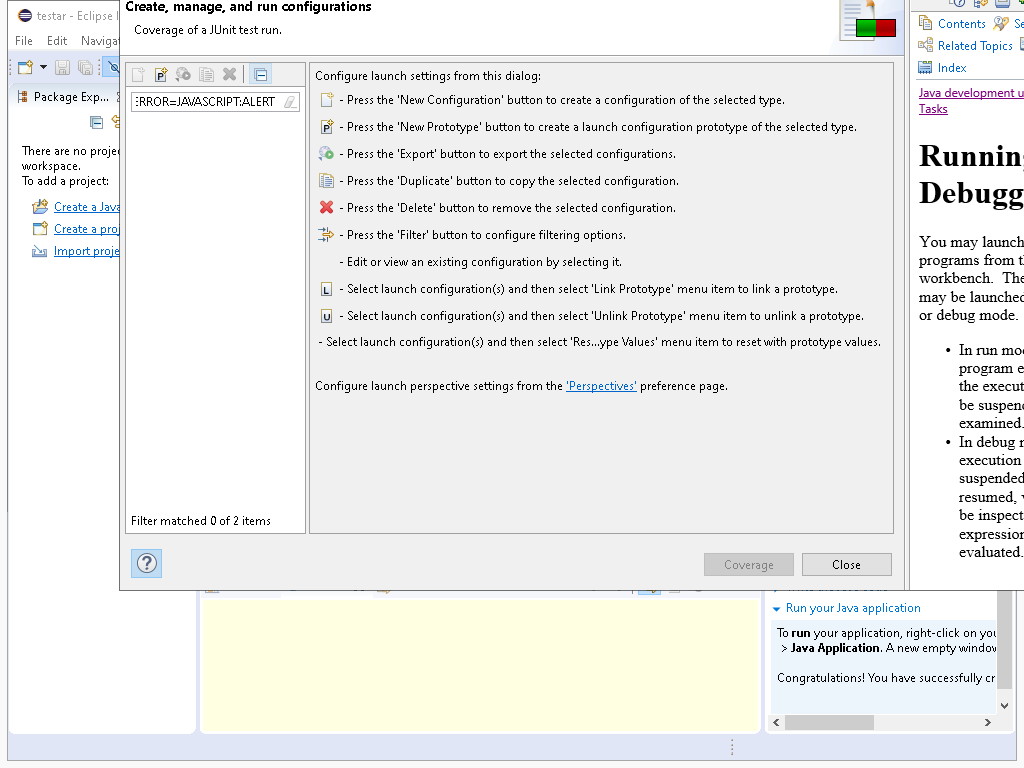 testar - Eclipse I
File Edit Naviga
Package Exp...
There are no proje
workspace.
To add a project:
Create a Java
Create a proj
Import proje
Create, manage, and run configurations
Coverage of a JUnit test run.
ERROR=JAVASCRIPT:ALERT
Filter matched 0 of 2 items
Configure launch settings from this dialog:
- Press the 'New Configuration' button to create a configuration of the selected type.
- Press the 'New Prototype' button to create a launch configuration prototype of the selected type.
- Press the 'Export' button to export the selected configurations.
- Press the 'Duplicate' button to copy the selected configuration.
- Press the 'Delete' button to remove the selected configuration.
- Press the 'Filter' button to configure filtering options.
- Edit or view an existing configuration by selecting it.
L - Select launch configuration(s) and then select 'Link Prototype' menu item to link a prototype.
U - Select launch configuration(s) and then select 'Unlink Prototype' menu item to unlink a prototype.
- Select launch configuration(s) and then select 'Res...ype Values' menu item to reset with prototype values.
Configure launch perspective settings from the 'Perspectives' preference page.
Coverage
Close
Contents Se
Related Topics
Index
Java development u
Tasks
Running
Debugg
You may launch
programs from th
workbench. The
may be launched
or debug mode.
• In run mod
program e
the execut
be suspend
examined.
• In debug m
execution
suspended
resumed, v
be inspect
expression
evaluated.
Run your Java application
To run your application, right-click on you
> Java Application. A new empty window
Congratulations! You have successfully cr